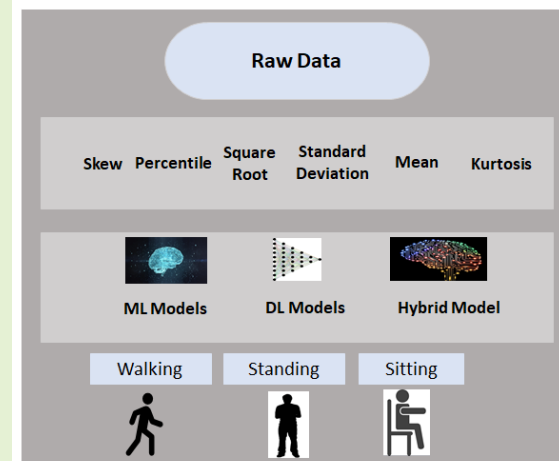 Raw Data
Skew Percentile Square Root Standard Deviation Mean Kurtosis
ML Models DL Models Hybrid Model
Walking Standing Sitting